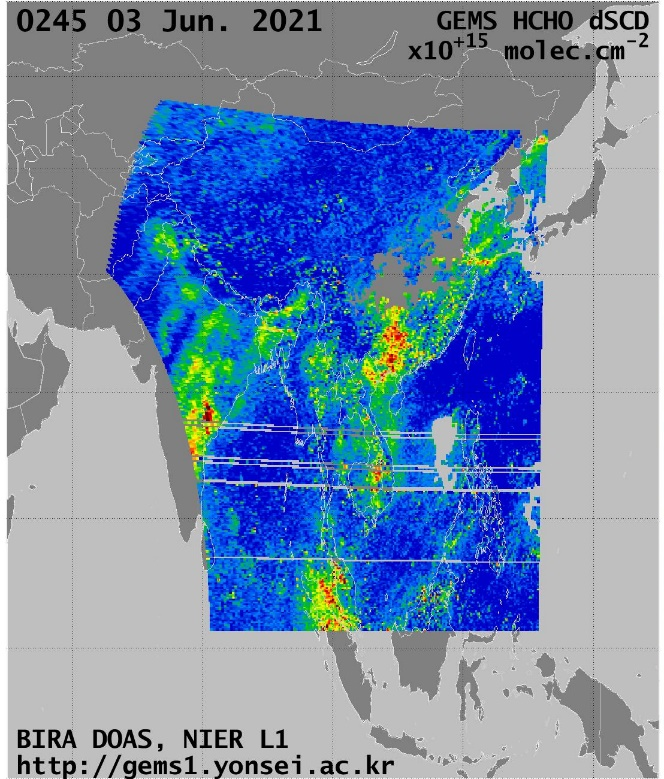 0245 03 Jun. 2021
GEMS HCHO dSCD
x10+15 molec.cm−2
BIRA DOAS, NIER L1
http://gems1.yonsei.ac.kr